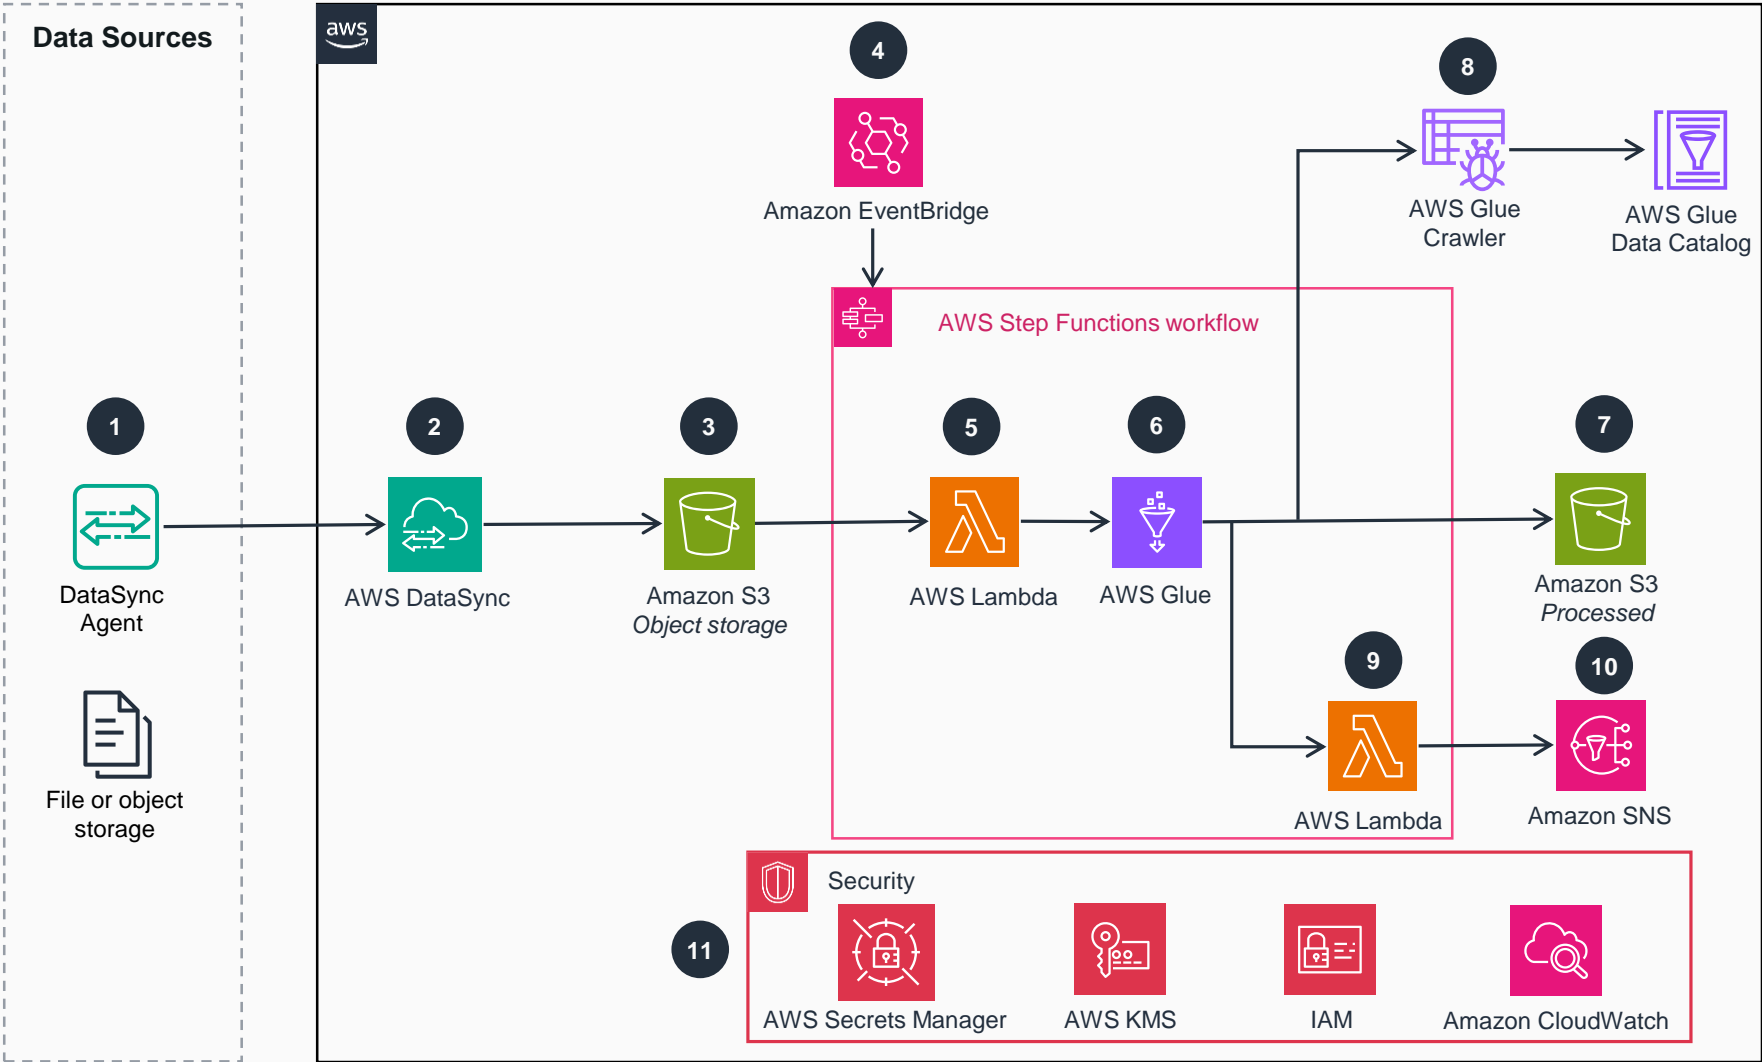 Data Sources
aws
4
8
Amazon EventBridge
AWS Glue
Crawler
AWS Glue
Data Catalog
AWS Step Functions workflow
1
2
3
5
6
7
DataSync
Agent
AWS DataSync
Amazon S3
Object storage
AWS Lambda
AWS Glue
Amazon S3
Processed
9
10
File or object
storage
AWS Lambda
Amazon SNS
Security
11
AWS Secrets Manager
AWS KMS
IAM
Amazon CloudWatch